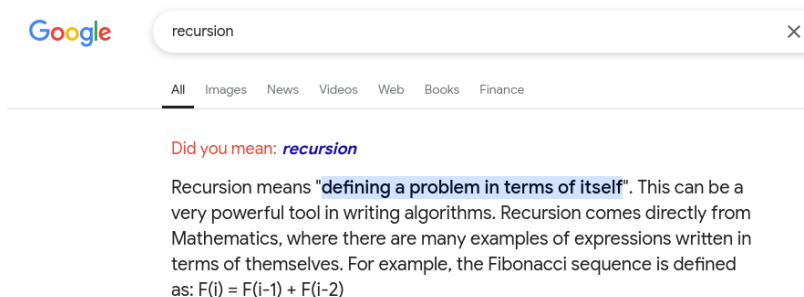 Google
recursion
All Images News Videos Web Books Finance
Did you mean: recursion
Recursion means "defining a problem in terms of itself". This can be a
very powerful tool in writing algorithms. Recursion comes directly from
Mathematics, where there are many examples of expressions written in
terms of themselves. For example, the Fibonacci sequence is defined
as: F(i) = F(i-1) + F(i-2)